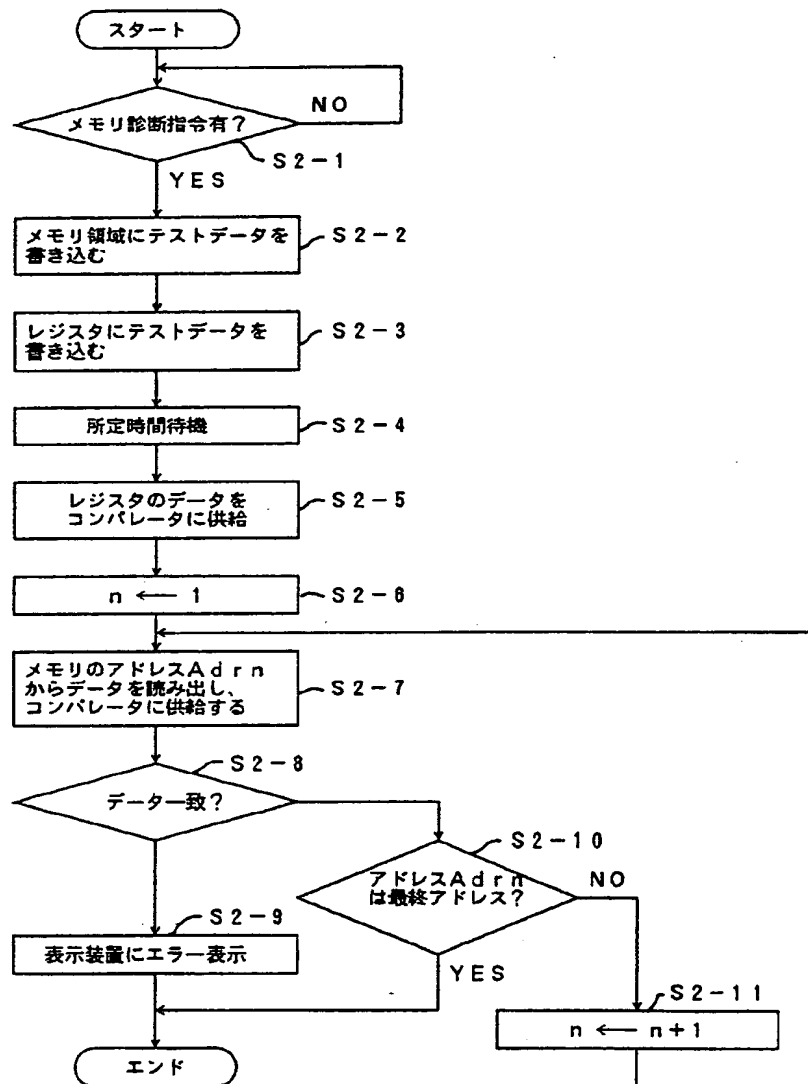 スタート
メモリ診断指令有?
NO
S2-1
YES
メモリ領域にテストデータを
書き込む
S2-2
レジスタにテストデータを
書き込む
S2-3
所定時間待機
S2-4
レジスタのデータを
コンパレータに供給
S2-5
n ← 1
S2-6
メモリのアドレスAdrn
からデータを読み出し、
コンパレータに供給する
S2-7
S2-8
データ一致?
S2-10
アドレスAdrn
は最終アドレス?
NO
S2-9
表示装置にエラー表示
YES
S2-11
n ← n+1
エンド